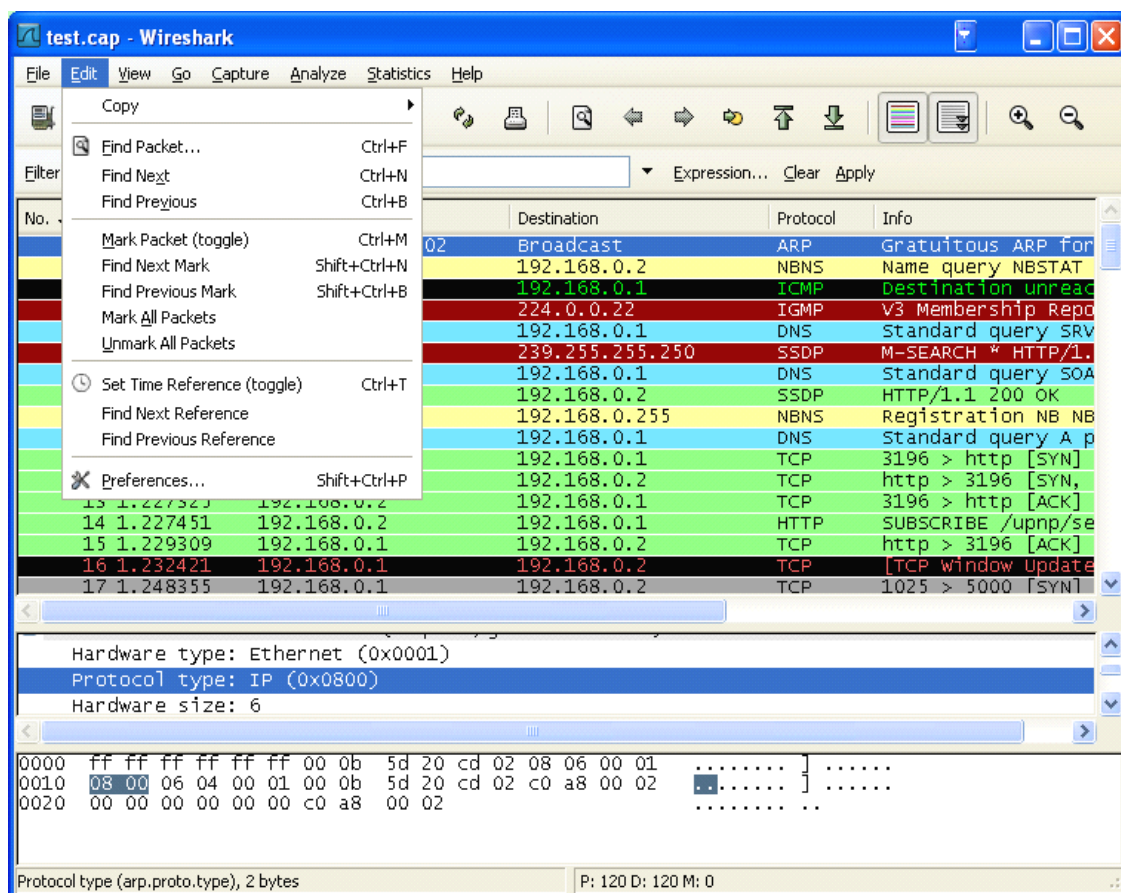 test.cap - Wireshark
File Edit View Go Capture Analyze Statistics Help
Copy
Find Packet... Ctrl+F
Find Next Ctrl+N
Find Previous Ctrl+B
Mark Packet (toggle) Ctrl+M
Find Next Mark Shift+Ctrl+N
Find Previous Mark Shift+Ctrl+B
Mark All Packets
Unmark All Packets
Set Time Reference (toggle) Ctrl+T
Find Next Reference
Find Previous Reference
Preferences... Shift+Ctrl+P
Filter Expression... Clear Apply
No. Destination Protocol Info
02 Broadcast ARP Gratuitous ARP for
192.168.0.2 NBNS Name query NBSTAT
192.168.0.1 ICMP Destination unreac
224.0.0.22 IGMP V3 Membership Repo
192.168.0.1 DNS Standard query SRV
239.255.255.250 SSDP M-SEARCH * HTTP/1.
192.168.0.1 DNS Standard query SOA
192.168.0.2 SSDP HTTP/1.1 200 OK
192.168.0.255 NBNS Registration NB NB
192.168.0.1 DNS Standard query A p
192.168.0.1 TCP 3196 > http [SYN]
192.168.0.2 TCP http > 3196 [SYN,
13 1.227325 192.168.0.2 192.168.0.1 TCP 3196 > http [ACK]
14 1.227451 192.168.0.2 192.168.0.1 HTTP SUBSCRIBE /upnp/se
15 1.229309 192.168.0.1 192.168.0.2 TCP http > 3196 [ACK]
16 1.232421 192.168.0.1 192.168.0.2 TCP [TCP Window Update
17 1.248355 192.168.0.1 192.168.0.2 TCP 1025 > 5000 [SYN]
Hardware type: Ethernet (0x0001)
Protocol type: IP (0x0800)
Hardware size: 6
0000 ff ff ff ff ff ff 00 0b 5d 20 cd 02 08 06 00 01 ........ ] ......
0010 08 00 06 04 00 01 00 0b 5d 20 cd 02 c0 a8 00 02 ........ ] ......
0020 00 00 00 00 00 00 c0 a8 00 02 ........ ..
Protocol type (arp.proto.type), 2 bytes P: 120 D: 120 M: 0